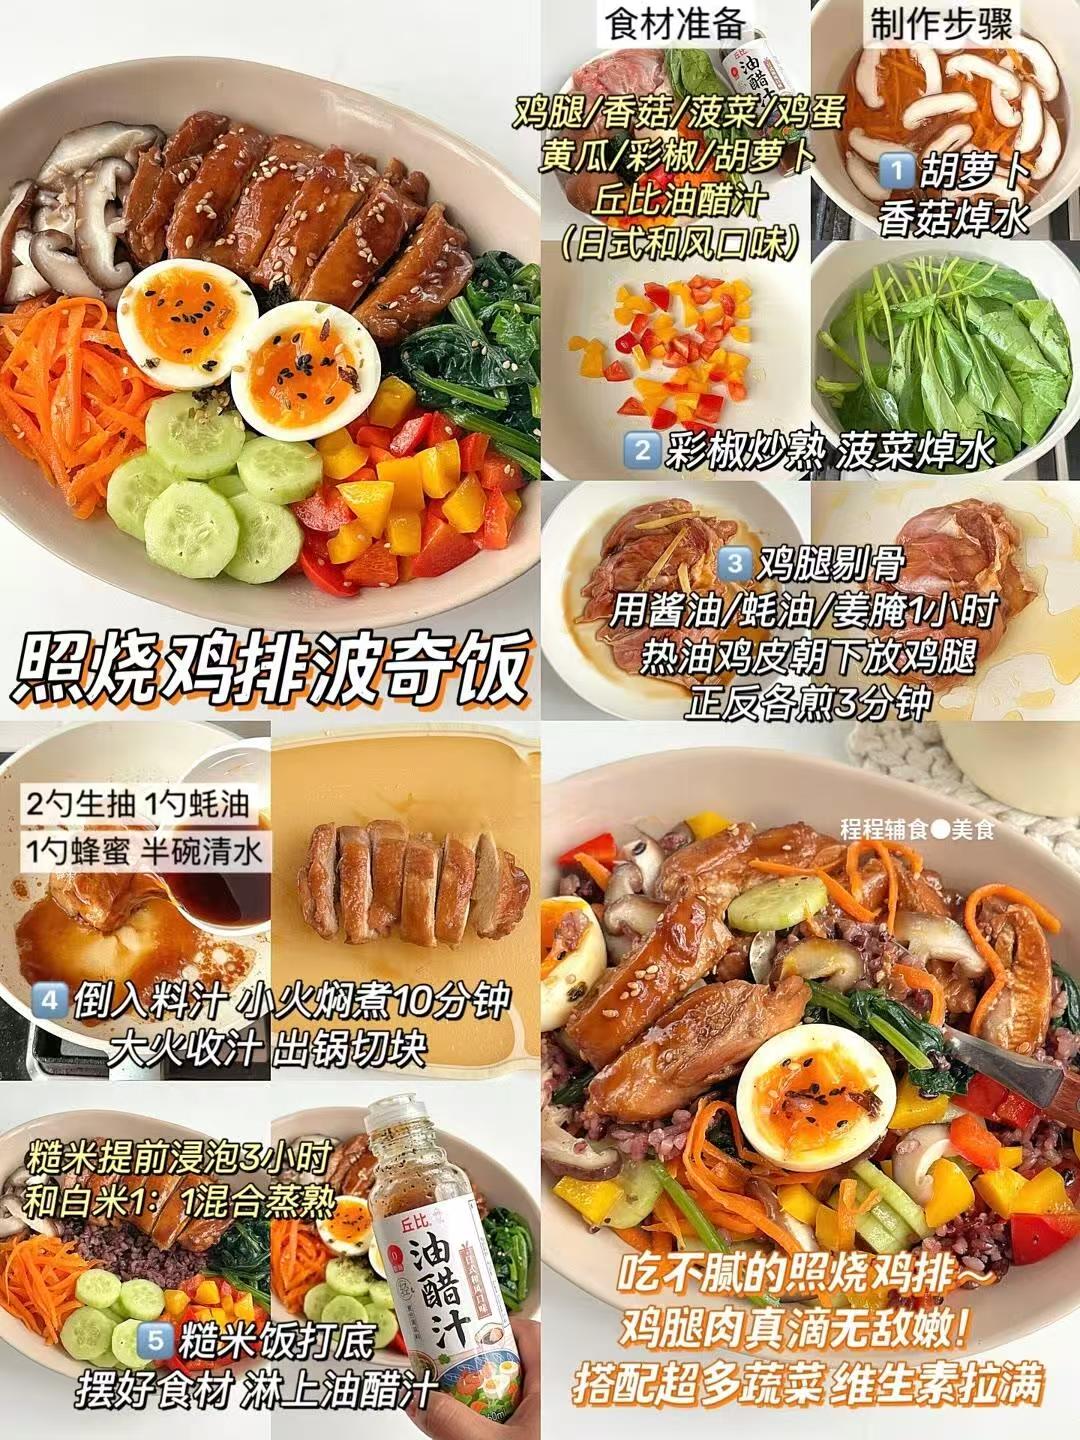 照烧鸡排波奇饭
食材准备
鸡腿/香菇/菠菜/鸡蛋
黄瓜/彩椒/胡萝卜
丘比油醋汁
(日式和风口味)
制作步骤
1 胡萝卜
香菇焯水
2 彩椒炒熟 菠菜焯水
3 鸡腿剔骨
用酱油/蚝油/姜腌1小时
热油鸡皮朝下放鸡腿
正反各煎3分钟
2勺生抽 1勺蚝油
1勺蜂蜜 半碗清水
4 倒入料汁 小火焖煮10分钟
大火收汁 出锅切块
糙米提前浸泡3小时
和白米1：1混合蒸熟
丘比
油醋汁
5 糙米饭打底
摆好食材 淋上油醋汁
程程辅食●美食
吃不腻的照烧鸡排~
鸡腿肉真滴无敌嫩！
搭配超多蔬菜 维生素拉满